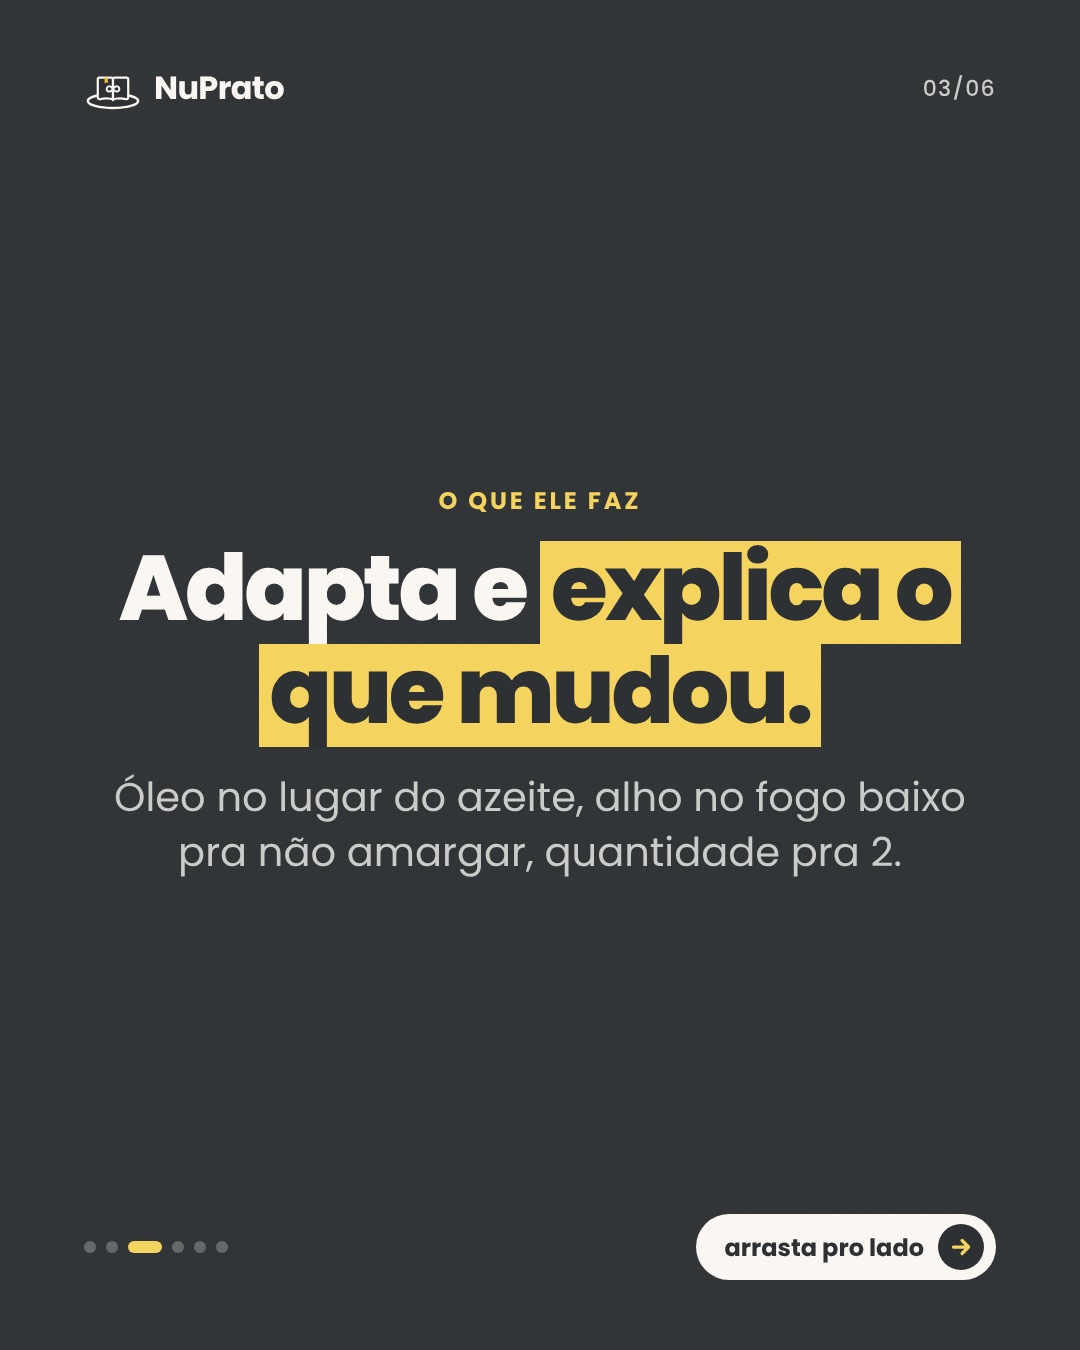 NuPrato
03/06
O QUE ELE FAZ
Adapta e explica o
que mudou.
Óleo no lugar do azeite, alho no fogo baixo
pra não amargar, quantidade pra 2.
arrasta pro lado